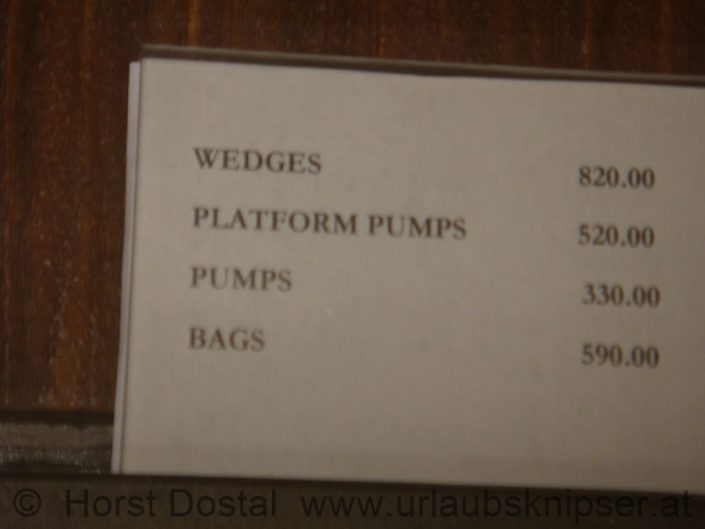 WEDGES 820.00
PLATFORM PUMPS 520.00
PUMPS 330.00
BAGS 590.00
© Horst Dostal www.urlaubsknipser.at